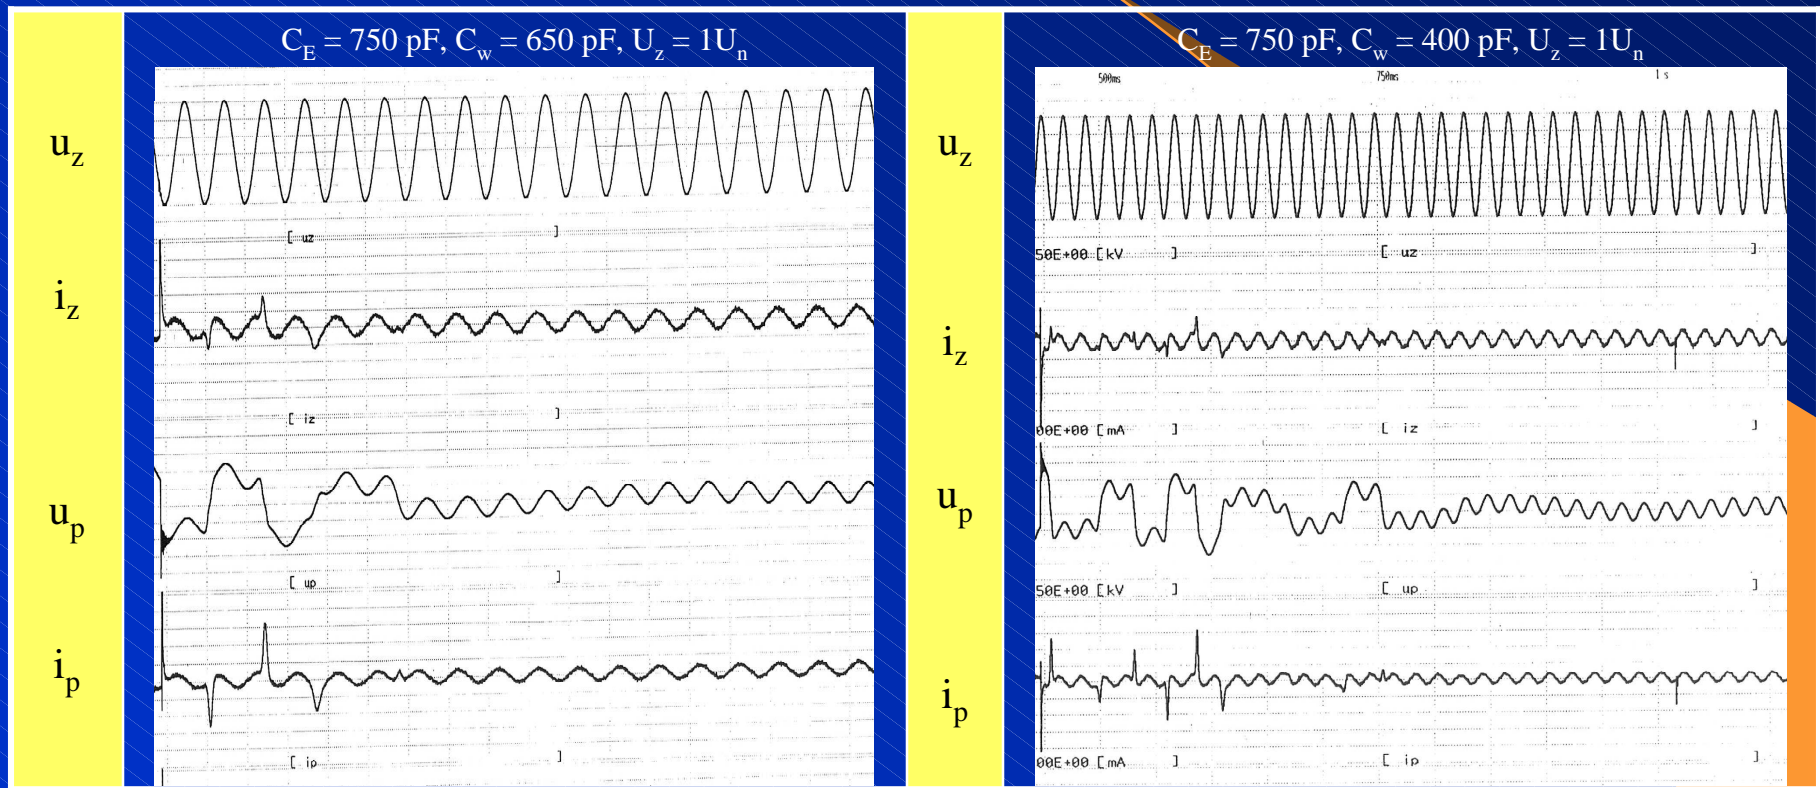 C_E = 750 pF, C_w = 650 pF, U_z = 1U_n
u_z
[ uz ]
i_z
[ iz ]
u_p
[ up ]
i_p
[ ip ]
C_E = 750 pF, C_w = 400 pF, U_z = 1U_n
500ms 750ms 1 s
u_z
50E+00 [ kV ] [ uz ]
i_z
00E+00 [ mA ] [ iz ]
u_p
50E+00 [ kV ] [ up ]
i_p
00E+00 [ mA ] [ ip ]